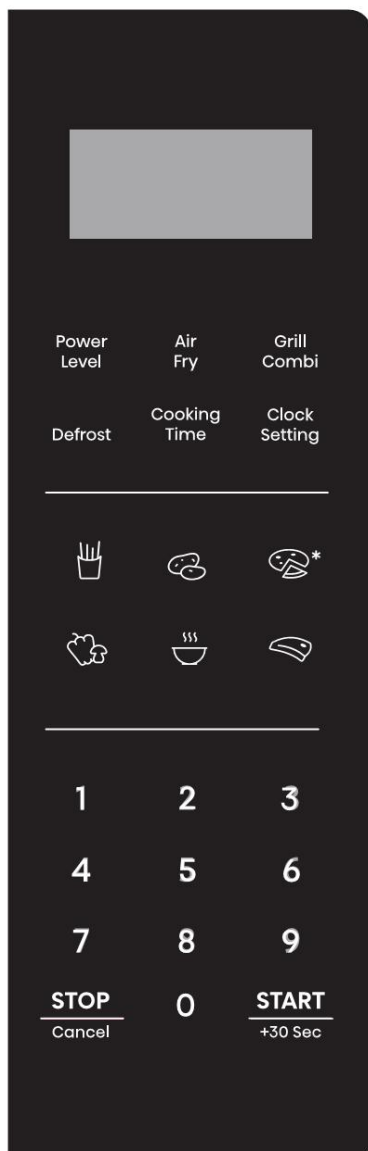 Power Level
Air Fry
Grill Combi
Defrost
Cooking Time
Clock Setting
*
1 2 3
4 5 6
7 8 9
STOP 0 START
Cancel +30 Sec